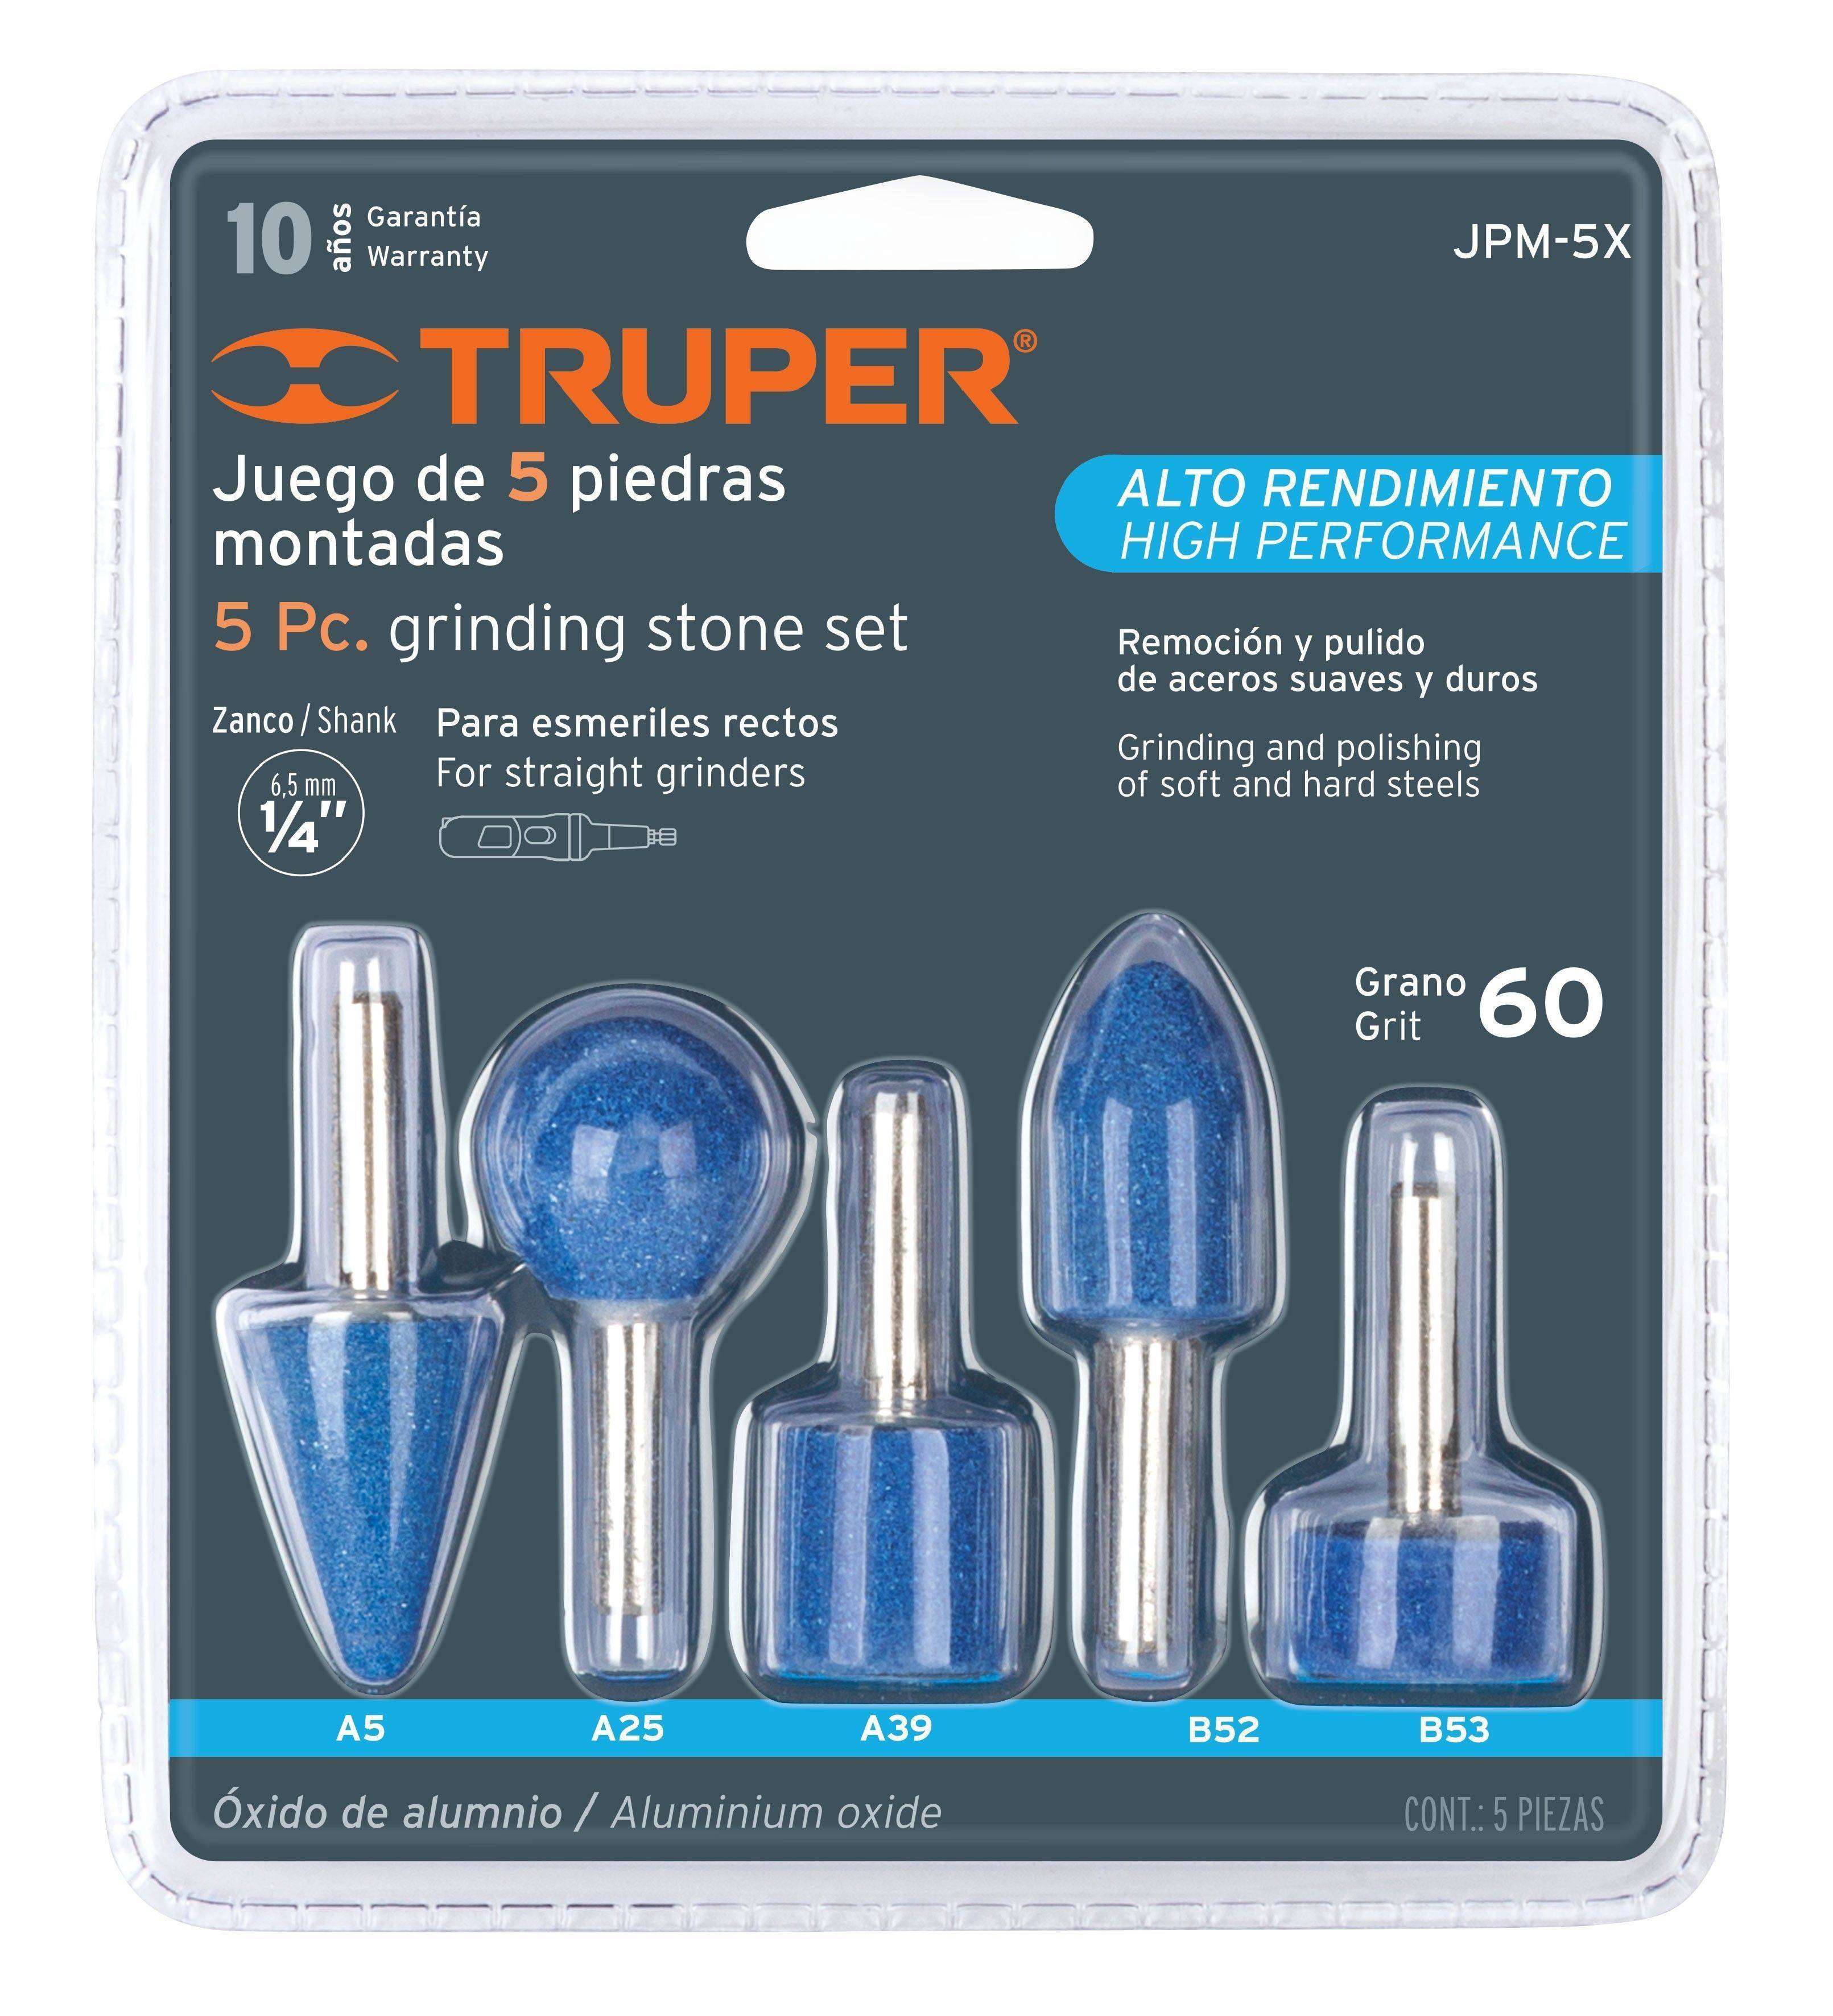 10 años Garantía
Warranty
JPM-5X
TRUPER®
Juego de 5 piedras
montadas
5 Pc. grinding stone set
ALTO RENDIMIENTO
HIGH PERFORMANCE
Zanco / Shank
6,5 mm
1/4"
Para esmeriles rectos
For straight grinders
Remoción y pulido
de aceros suaves y duros
Grinding and polishing
of soft and hard steels
Grano
Grit
60
A5 A25 A39 B52 B53
Óxido de alumnio / Aluminium oxide
CONT.: 5 PIEZAS